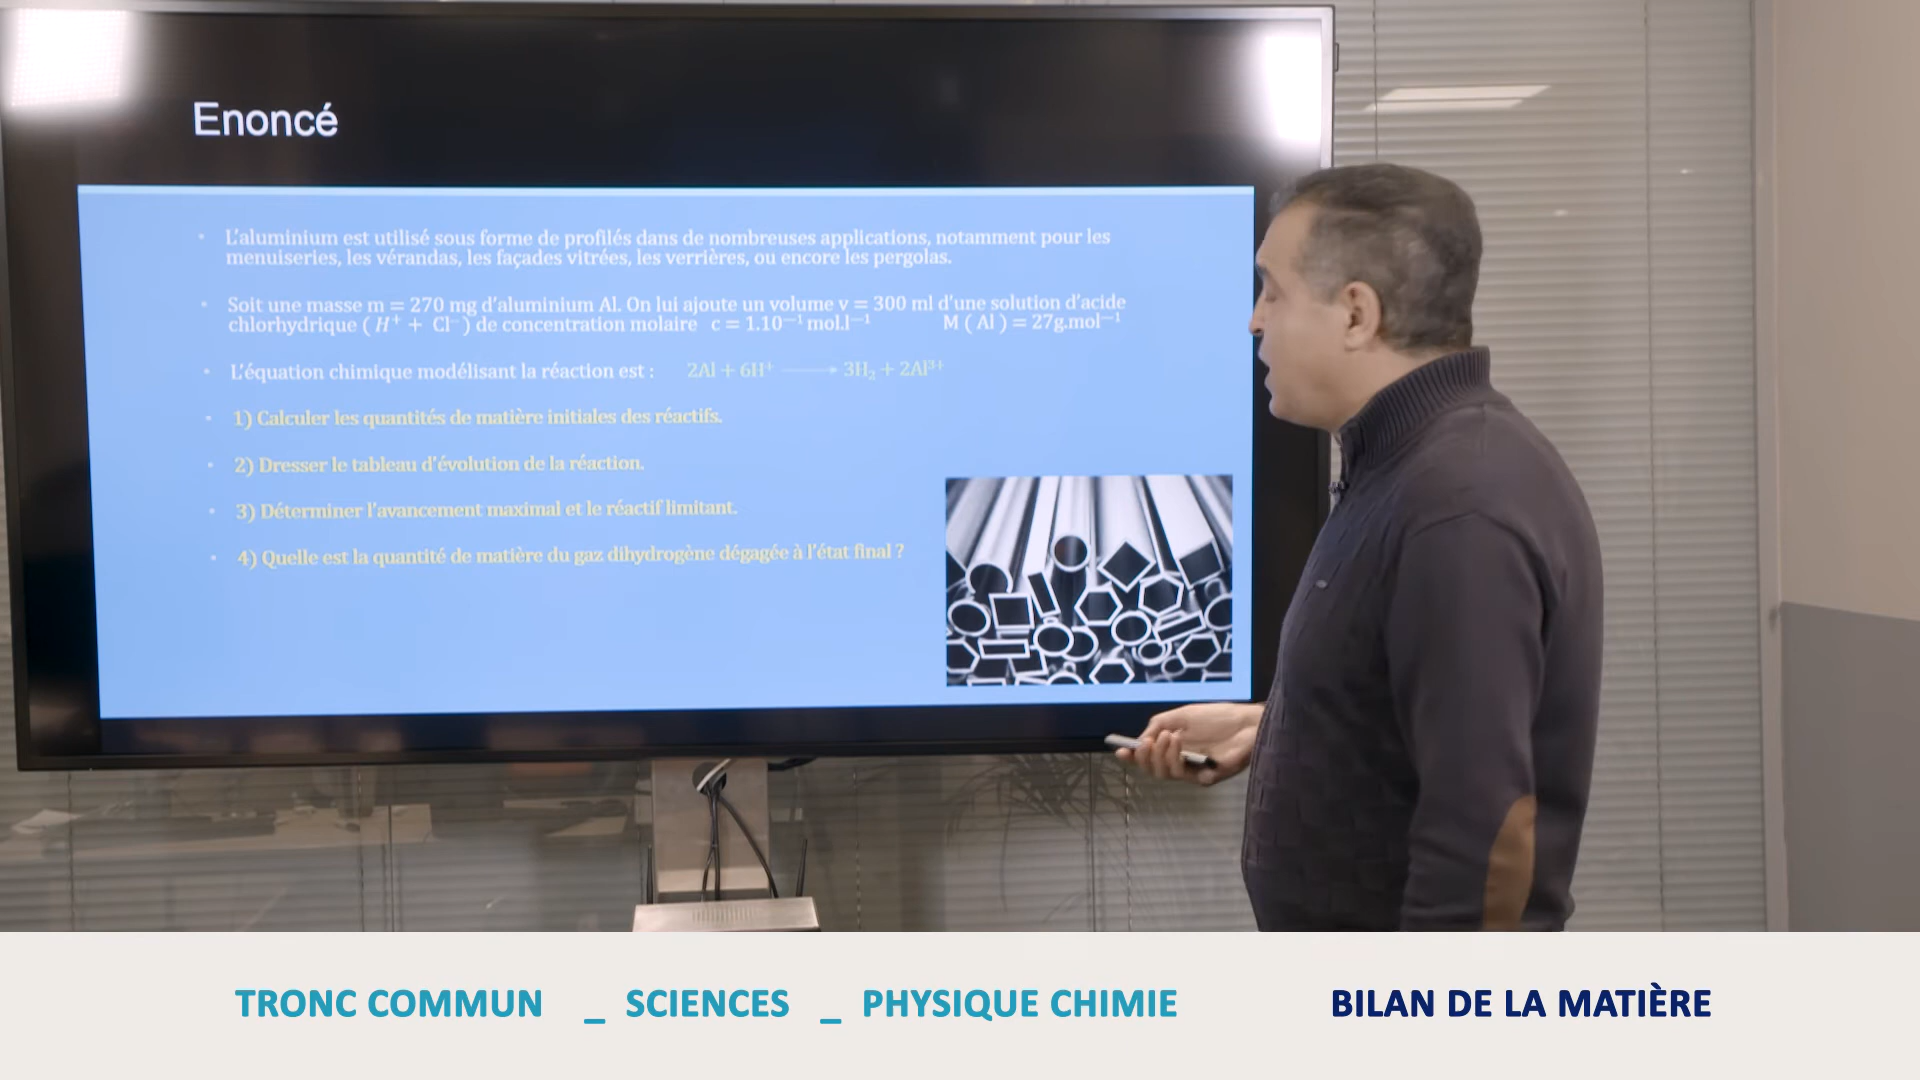 Enoncé
• L'aluminium est utilisé sous forme de profilés dans de nombreuses applications, notamment pour les
menuiseries, les vérandas, les façades vitrées, les verrières, ou encore les pergolas.
• Soit une masse m = 270 mg d'aluminium Al. On lui ajoute un volume v = 300 ml d'une solution d'acide
chlorhydrique ( H⁺ + Cl⁻ ) de concentration molaire c = 1.10⁻¹ mol.l⁻¹ M ( Al ) = 27g.mol⁻¹
• L'équation chimique modélisant la réaction est : 2Al + 6H⁺ ⟶ 3H₂ + 2Al³⁺
• 1) Calculer les quantités de matière initiales des réactifs.
• 2) Dresser le tableau d'évolution de la réaction.
• 3) Déterminer l'avancement maximal et le réactif limitant.
• 4) Quelle est la quantité de matière du gaz dihydrogène dégagée à l'état final ?
TRONC COMMUN _ SCIENCES _ PHYSIQUE CHIMIE BILAN DE LA MATIÈRE